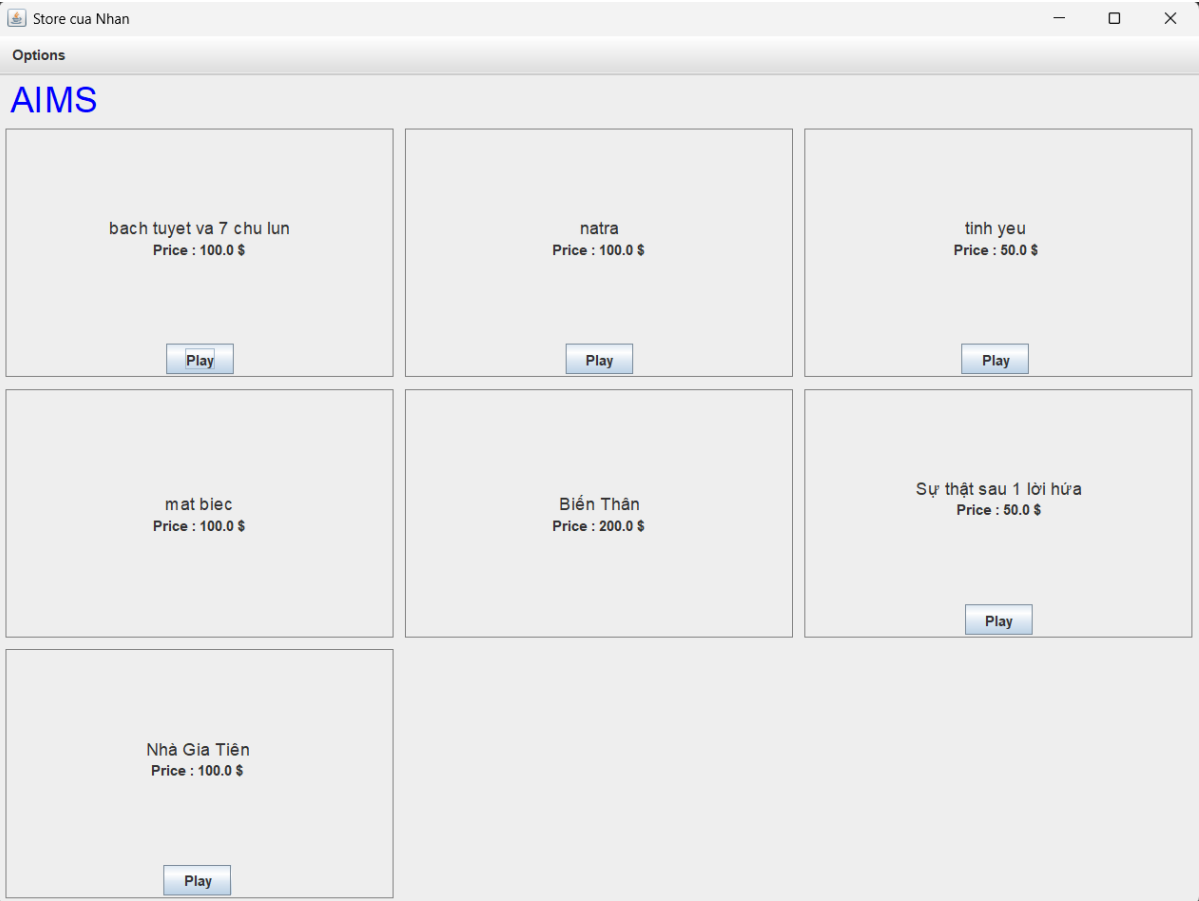 Store cua Nhan
Options
AIMS
bach tuyet va 7 chu lun
Price : 100.0 $
Play
natra
Price : 100.0 $
Play
tinh yeu
Price : 50.0 $
Play
mat biec
Price : 100.0 $
Biến Thân
Price : 200.0 $
Sự thật sau 1 lời hứa
Price : 50.0 $
Play
Nhà Gia Tiên
Price : 100.0 $
Play